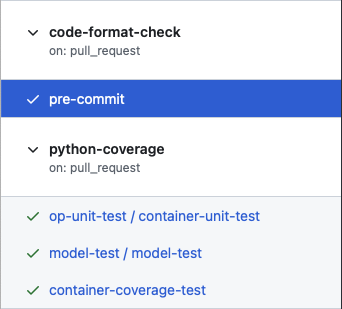 code-format-check
on: pull_request
pre-commit
python-coverage
on: pull_request
op-unit-test / container-unit-test
model-test / model-test
container-coverage-test